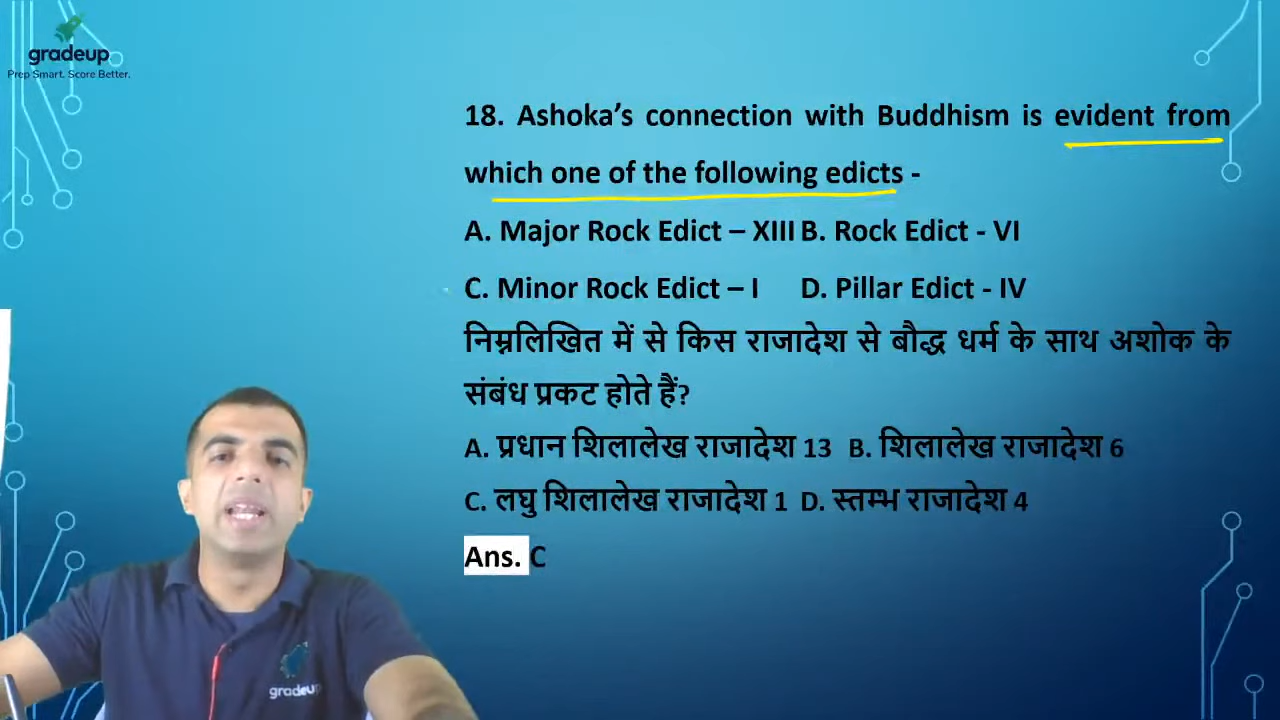 gradeup
Prep Smart. Score Better.
18. Ashoka’s connection with Buddhism is evident from
which one of the following edicts -
A. Major Rock Edict – XIII B. Rock Edict - VI
C. Minor Rock Edict – I D. Pillar Edict - IV
निम्नलिखित में से किस राजादेश से बौद्ध धर्म के साथ अशोक के
संबंध प्रकट होते हैं?
A. प्रधान शिलालेख राजादेश 13 B. शिलालेख राजादेश 6
C. लघु शिलालेख राजादेश 1 D. स्तम्भ राजादेश 4
Ans. C
gradeup